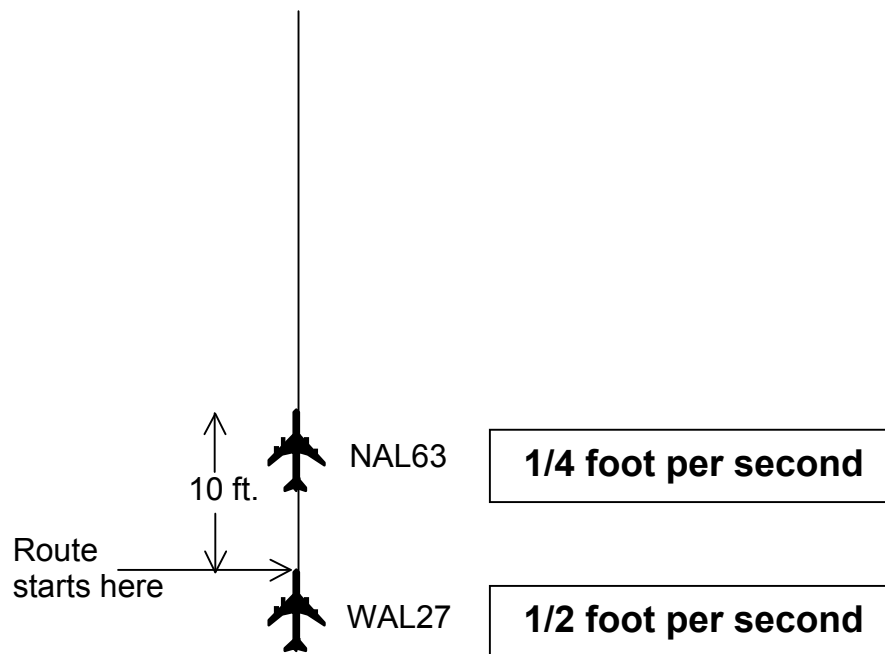 NAL63
1/4 foot per second
10 ft.
Route
starts here
WAL27
1/2 foot per second